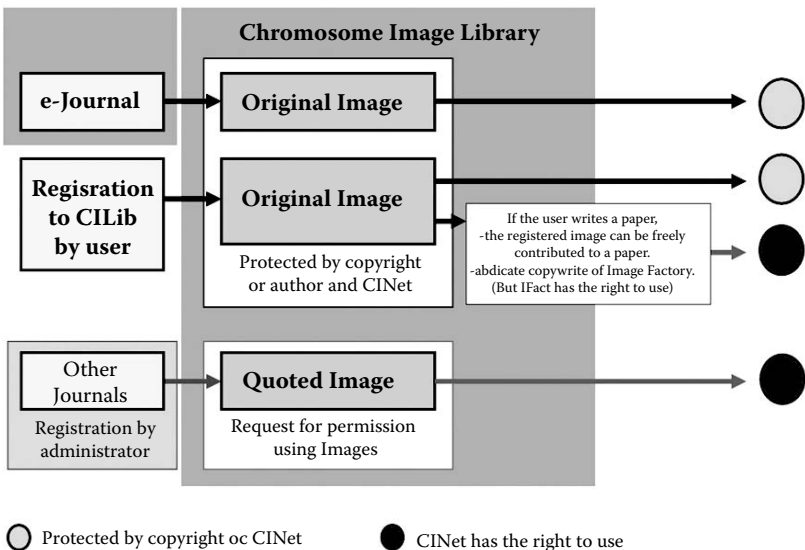 Chromosome Image Library
e-Journal
Original Image
Regisration
to CILib
by user
Original Image
Protected by copyright
or author and CINet
If the user writes a paper,
-the registered image can be freely
contributed to a paper.
-abdicate copywrite of Image Factory.
(But IFact has the right to use)
Other
Journals
Registration by
administrator
Quoted Image
Request for permission
using Images
Protected by copyright oc CINet
CINet has the right to use